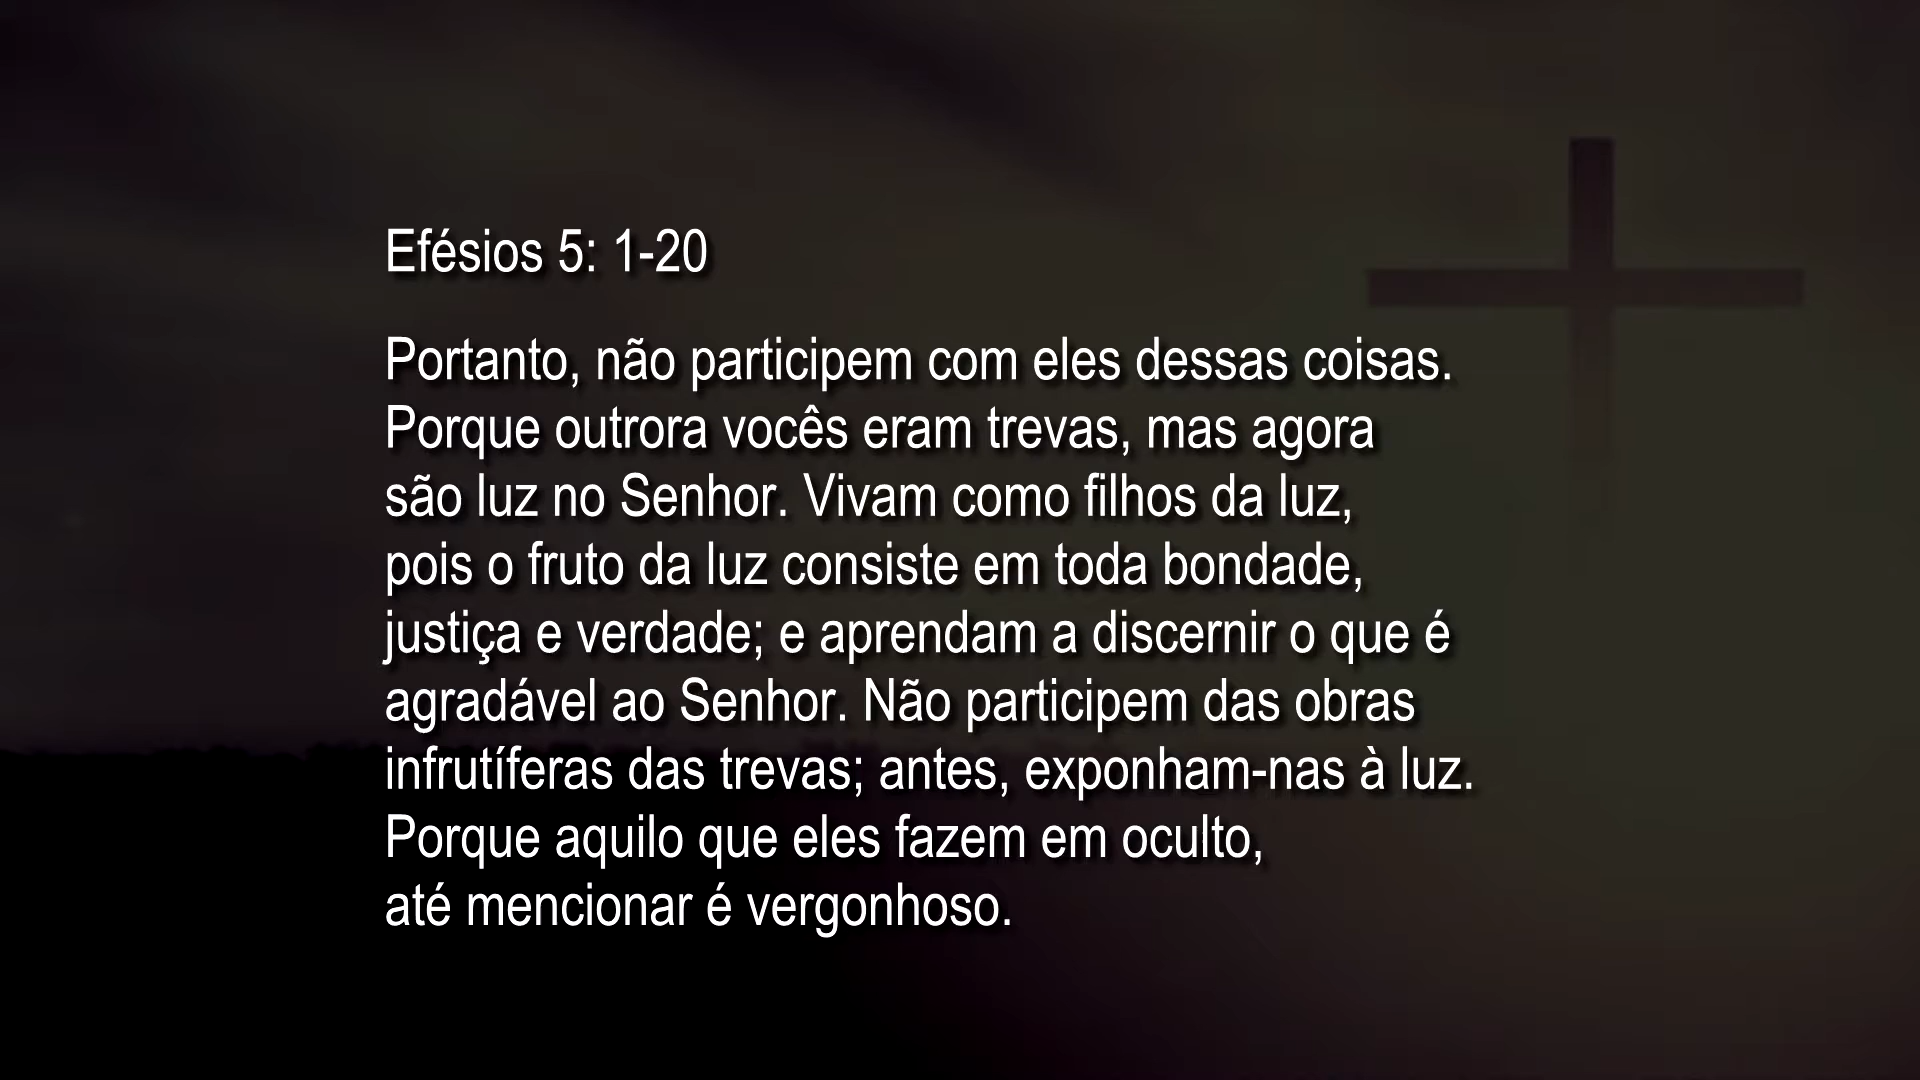 Efésios 5: 1-20
Portanto, não participem com eles dessas coisas.
Porque outrora vocês eram trevas, mas agora
são luz no Senhor. Vivam como filhos da luz,
pois o fruto da luz consiste em toda bondade,
justiça e verdade; e aprendam a discernir o que é
agradável ao Senhor. Não participem das obras
infrutíferas das trevas; antes, exponham-nas à luz.
Porque aquilo que eles fazem em oculto,
até mencionar é vergonhoso.